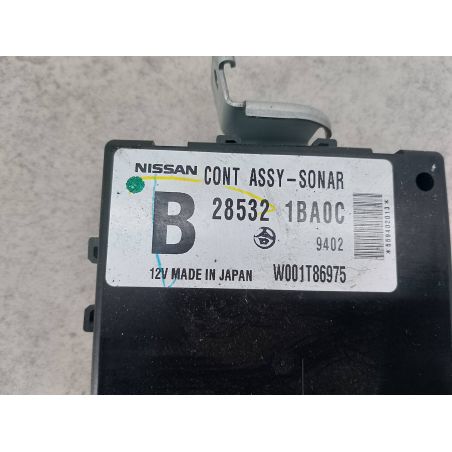 NISSAN CONT ASSY-SONAR
B 28532 1BA0C
9402
12V MADE IN JAPAN W001T86975